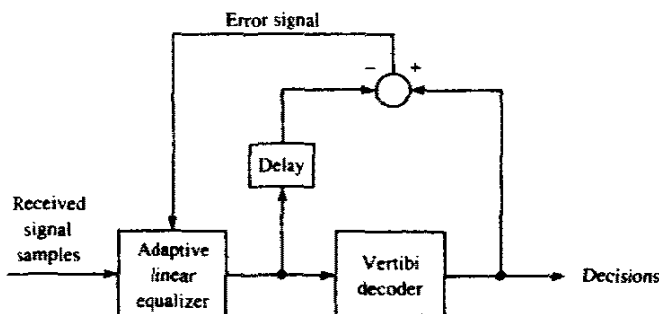 Error signal
− +
Delay
Received
signal
samples
Adaptive
linear
equalizer
Vertibi
decoder
Decisions